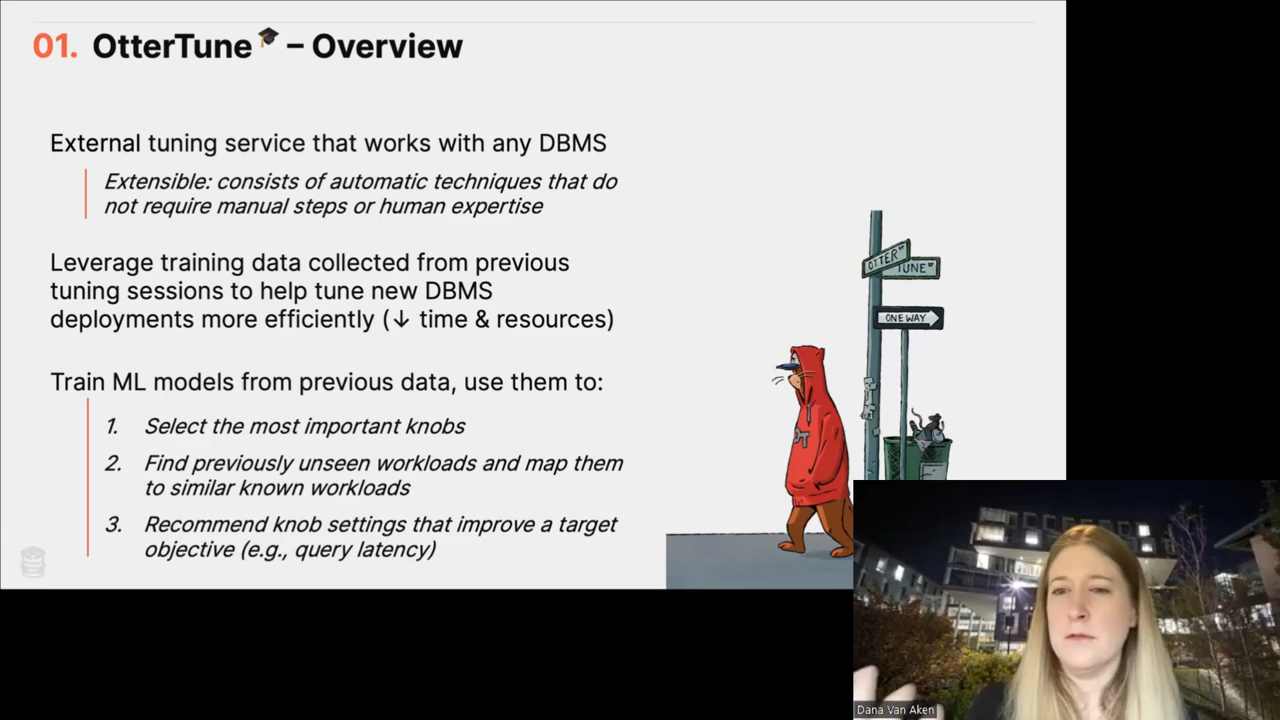 01. OtterTune – Overview
External tuning service that works with any DBMS
Extensible: consists of automatic techniques that do
not require manual steps or human expertise
Leverage training data collected from previous
tuning sessions to help tune new DBMS
deployments more efficiently (↓ time & resources)
Train ML models from previous data, use them to:
1. Select the most important knobs
2. Find previously unseen workloads and map them
to similar known workloads
3. Recommend knob settings that improve a target
objective (e.g., query latency)
OTTER ST
TUNE ST
ONE WAY
OT
Dana Van Aken